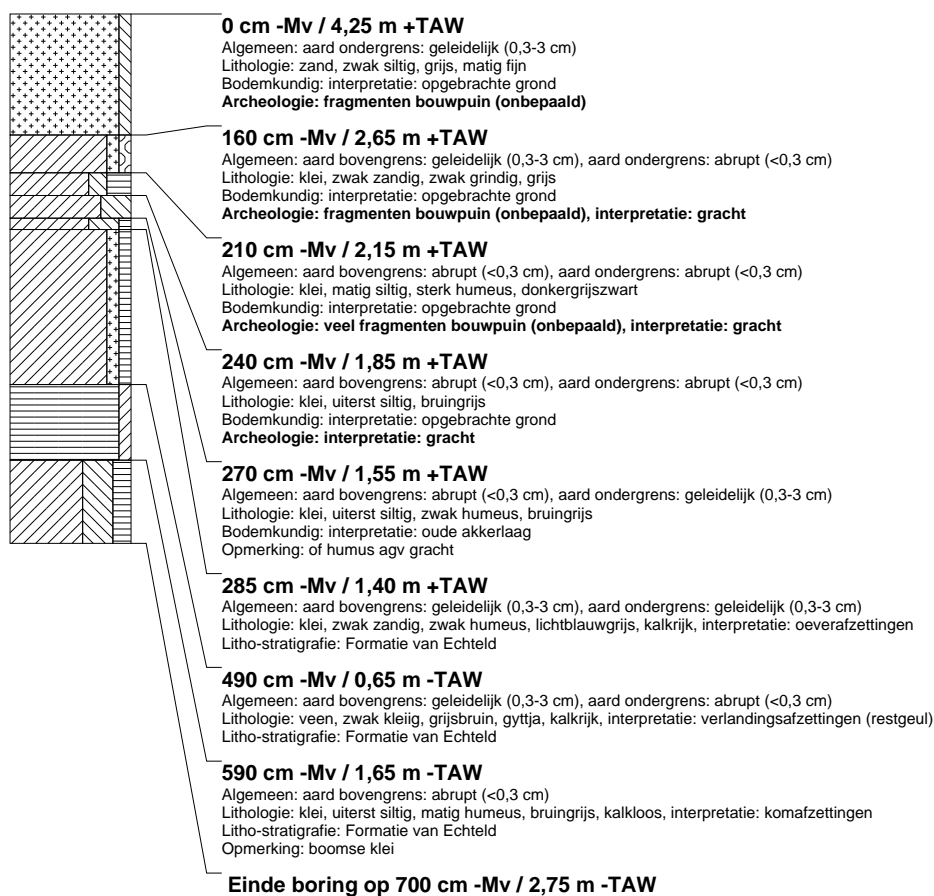 0 cm -Mv / 4,25 m +TAW
Algemeen: aard ondergrens: geleidelijk (0,3-3 cm)
Lithologie: zand, zwak siltig, grijs, matig fijn
Bodemkundig: interpretatie: opgebrachte grond
Archeologie: fragmenten bouwpuin (onbepaald)
160 cm -Mv / 2,65 m +TAW
Algemeen: aard bovengrens: geleidelijk (0,3-3 cm), aard ondergrens: abrupt (<0,3 cm)
Lithologie: klei, zwak zandig, zwak grindig, grijs
Bodemkundig: interpretatie: opgebrachte grond
Archeologie: fragmenten bouwpuin (onbepaald), interpretatie: gracht
210 cm -Mv / 2,15 m +TAW
Algemeen: aard bovengrens: abrupt (<0,3 cm), aard ondergrens: abrupt (<0,3 cm)
Lithologie: klei, matig siltig, sterk humeus, donkergrijszwart
Bodemkundig: interpretatie: opgebrachte grond
Archeologie: veel fragmenten bouwpuin (onbepaald), interpretatie: gracht
240 cm -Mv / 1,85 m +TAW
Algemeen: aard bovengrens: abrupt (<0,3 cm), aard ondergrens: abrupt (<0,3 cm)
Lithologie: klei, uiterst siltig, bruingrijs
Bodemkundig: interpretatie: opgebrachte grond
Archeologie: interpretatie: gracht
270 cm -Mv / 1,55 m +TAW
Algemeen: aard bovengrens: abrupt (<0,3 cm), aard ondergrens: geleidelijk (0,3-3 cm)
Lithologie: klei, uiterst siltig, zwak humeus, bruingrijs
Bodemkundig: interpretatie: oude akkerlaag
Opmerking: of humus agv gracht
285 cm -Mv / 1,40 m +TAW
Algemeen: aard bovengrens: geleidelijk (0,3-3 cm), aard ondergrens: geleidelijk (0,3-3 cm)
Lithologie: klei, zwak zandig, zwak humeus, lichtblauwgrijs, kalkrijk, interpretatie: oeverafzettingen
Litho-stratigrafie: Formatie van Echteld
490 cm -Mv / 0,65 m -TAW
Algemeen: aard bovengrens: geleidelijk (0,3-3 cm), aard ondergrens: abrupt (<0,3 cm)
Lithologie: veen, zwak kleiig, grijsbruin, gyttja, kalkrijk, interpretatie: verlandingsafzettingen (restgeul)
Litho-stratigrafie: Formatie van Echteld
590 cm -Mv / 1,65 m -TAW
Algemeen: aard bovengrens: abrupt (<0,3 cm)
Lithologie: klei, uiterst siltig, matig humeus, bruingrijs, kalkloos, interpretatie: komafzettingen
Litho-stratigrafie: Formatie van Echteld
Opmerking: boomse klei
Einde boring op 700 cm -Mv / 2,75 m -TAW